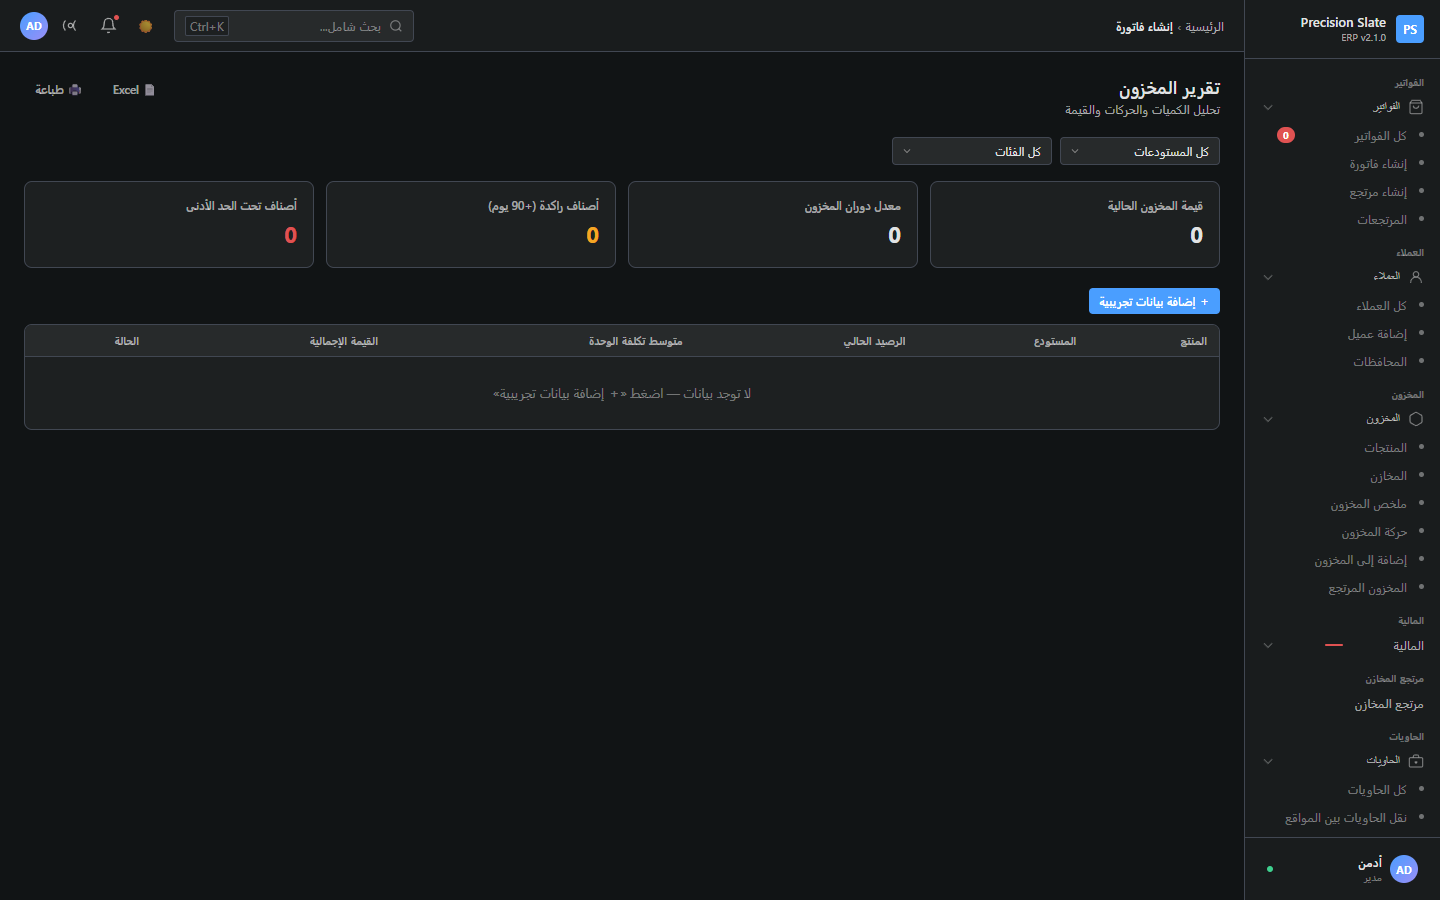 Precision Slate
ERP v2.1.0
PS
الفواتير
الفواتير
كل الفواتير
0
إنشاء فاتورة
إنشاء مرتجع
المرتجعات
العملاء
العملاء
كل العملاء
إضافة عميل
المحافظات
المخزون
المخزون
المنتجات
المخازن
ملخص المخزون
حركة المخزون
إضافة إلى المخزون
المخزون المرتجع
المالية
المالية
مرتجع المخازن
مرتجع المخازن
الحاويات
الحاويات
كل الحاويات
نقل الحاويات بين المواقع
أدمن
مدير
AD
الرئيسية › إنشاء فاتورة
بحث شامل...
Ctrl+K
AD
تقرير المخزون
تحليل الكميات والحركات والقيمة
Excel
طباعة
كل المستودعات
كل الفئات
قيمة المخزون الحالية
0
معدل دوران المخزون
0
أصناف راكدة (+90 يوم)
0
أصناف تحت الحد الأدنى
0
+ إضافة بيانات تجريبية
المنتج المستودع الرصيد الحالي متوسط تكلفة الوحدة القيمة الإجمالية الحالة
لا توجد بيانات — اضغط «+ إضافة بيانات تجريبية»